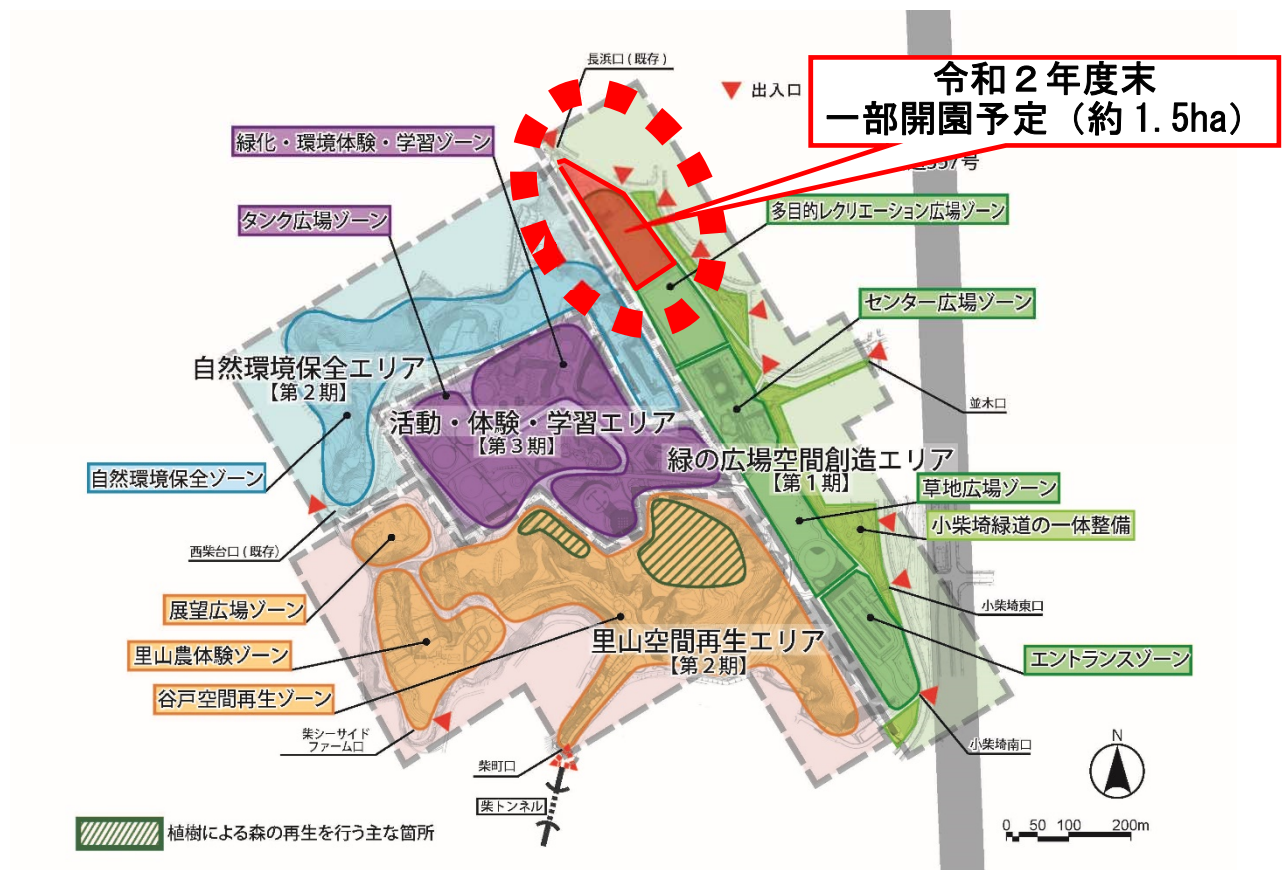 長浜口(既存)
出入口
令和２年度末
一部開園予定（約 1.5ha）
緑化・環境体験・学習ゾーン
号
タンク広場ゾーン
多目的レクリエーション広場ゾーン
センター広場ゾーン
自然環境保全エリア
【第２期】
並木口
活動・体験・学習エリア
【第３期】
緑の広場空間創造エリア
【第１期】
自然環境保全ゾーン
草地広場ゾーン
小柴埼緑道の一体整備
西柴台口(既存)
展望広場ゾーン
小柴埼東口
里山空間再生エリア
【第２期】
里山農体験ゾーン
エントランスゾーン
谷戸空間再生ゾーン
柴シーサイド
ファーム口
小柴埼南口
柴町口
N
柴トンネル
植樹による森の再生を行う主な箇所
0 50 100 200m